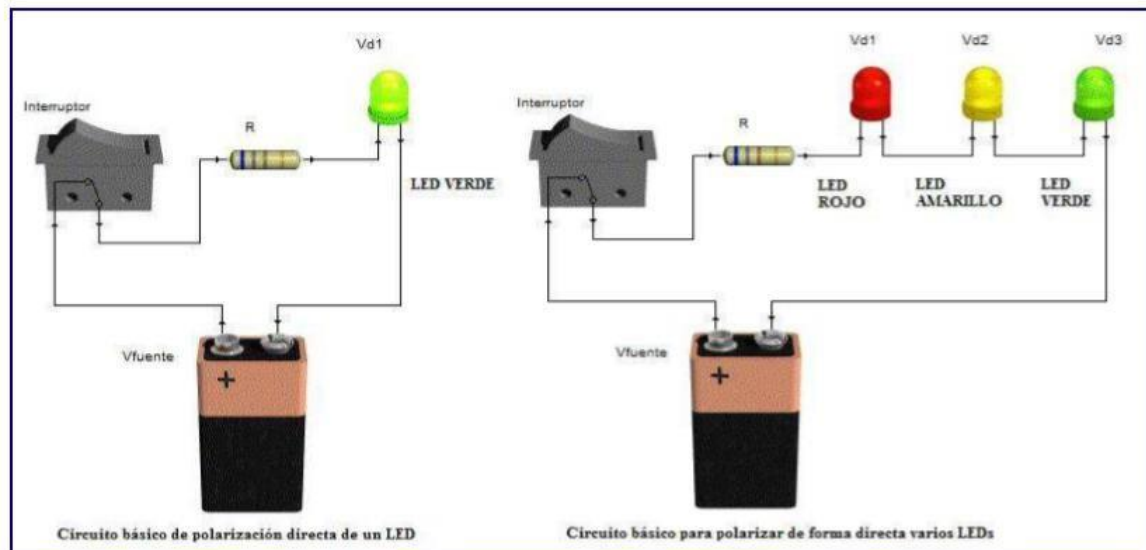 Vd1
Interruptor
R
LED VERDE
Vfuente
+
Circuito básico de polarización directa de un LED
Vd1 Vd2 Vd3
Interruptor
R
LED ROJO
LED AMARILLO
LED VERDE
Vfuente
+
Circuito básico para polarizar de forma directa varios LEDs